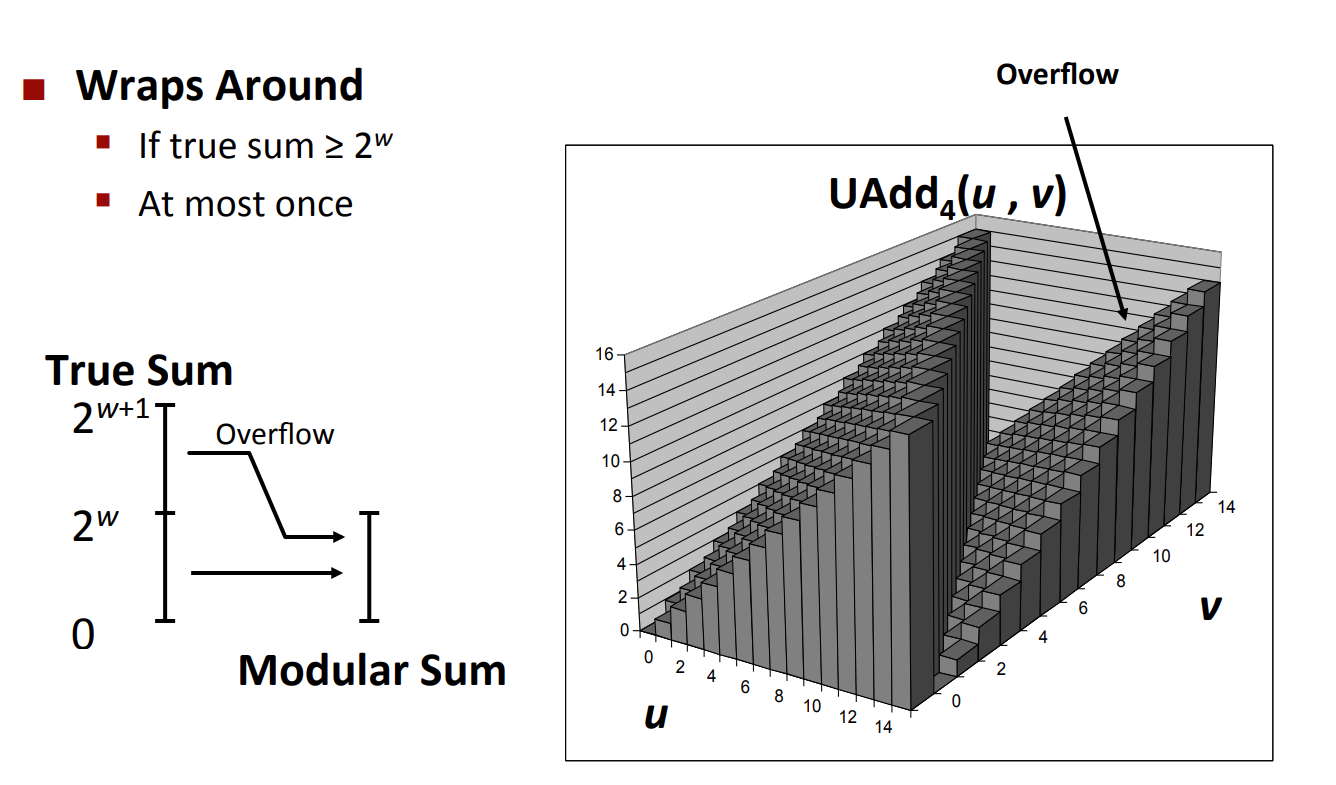 Wraps Around
If true sum ≥ 2^w
At most once
True Sum
2^w+1
Overflow
2^w
0
Modular Sum
Overflow
UAdd4(u , v)
16
14
12
10
8
6
4
2
0
0
2
4
6
8
10
12
14
u
0
2
4
6
8
10
12
14
v